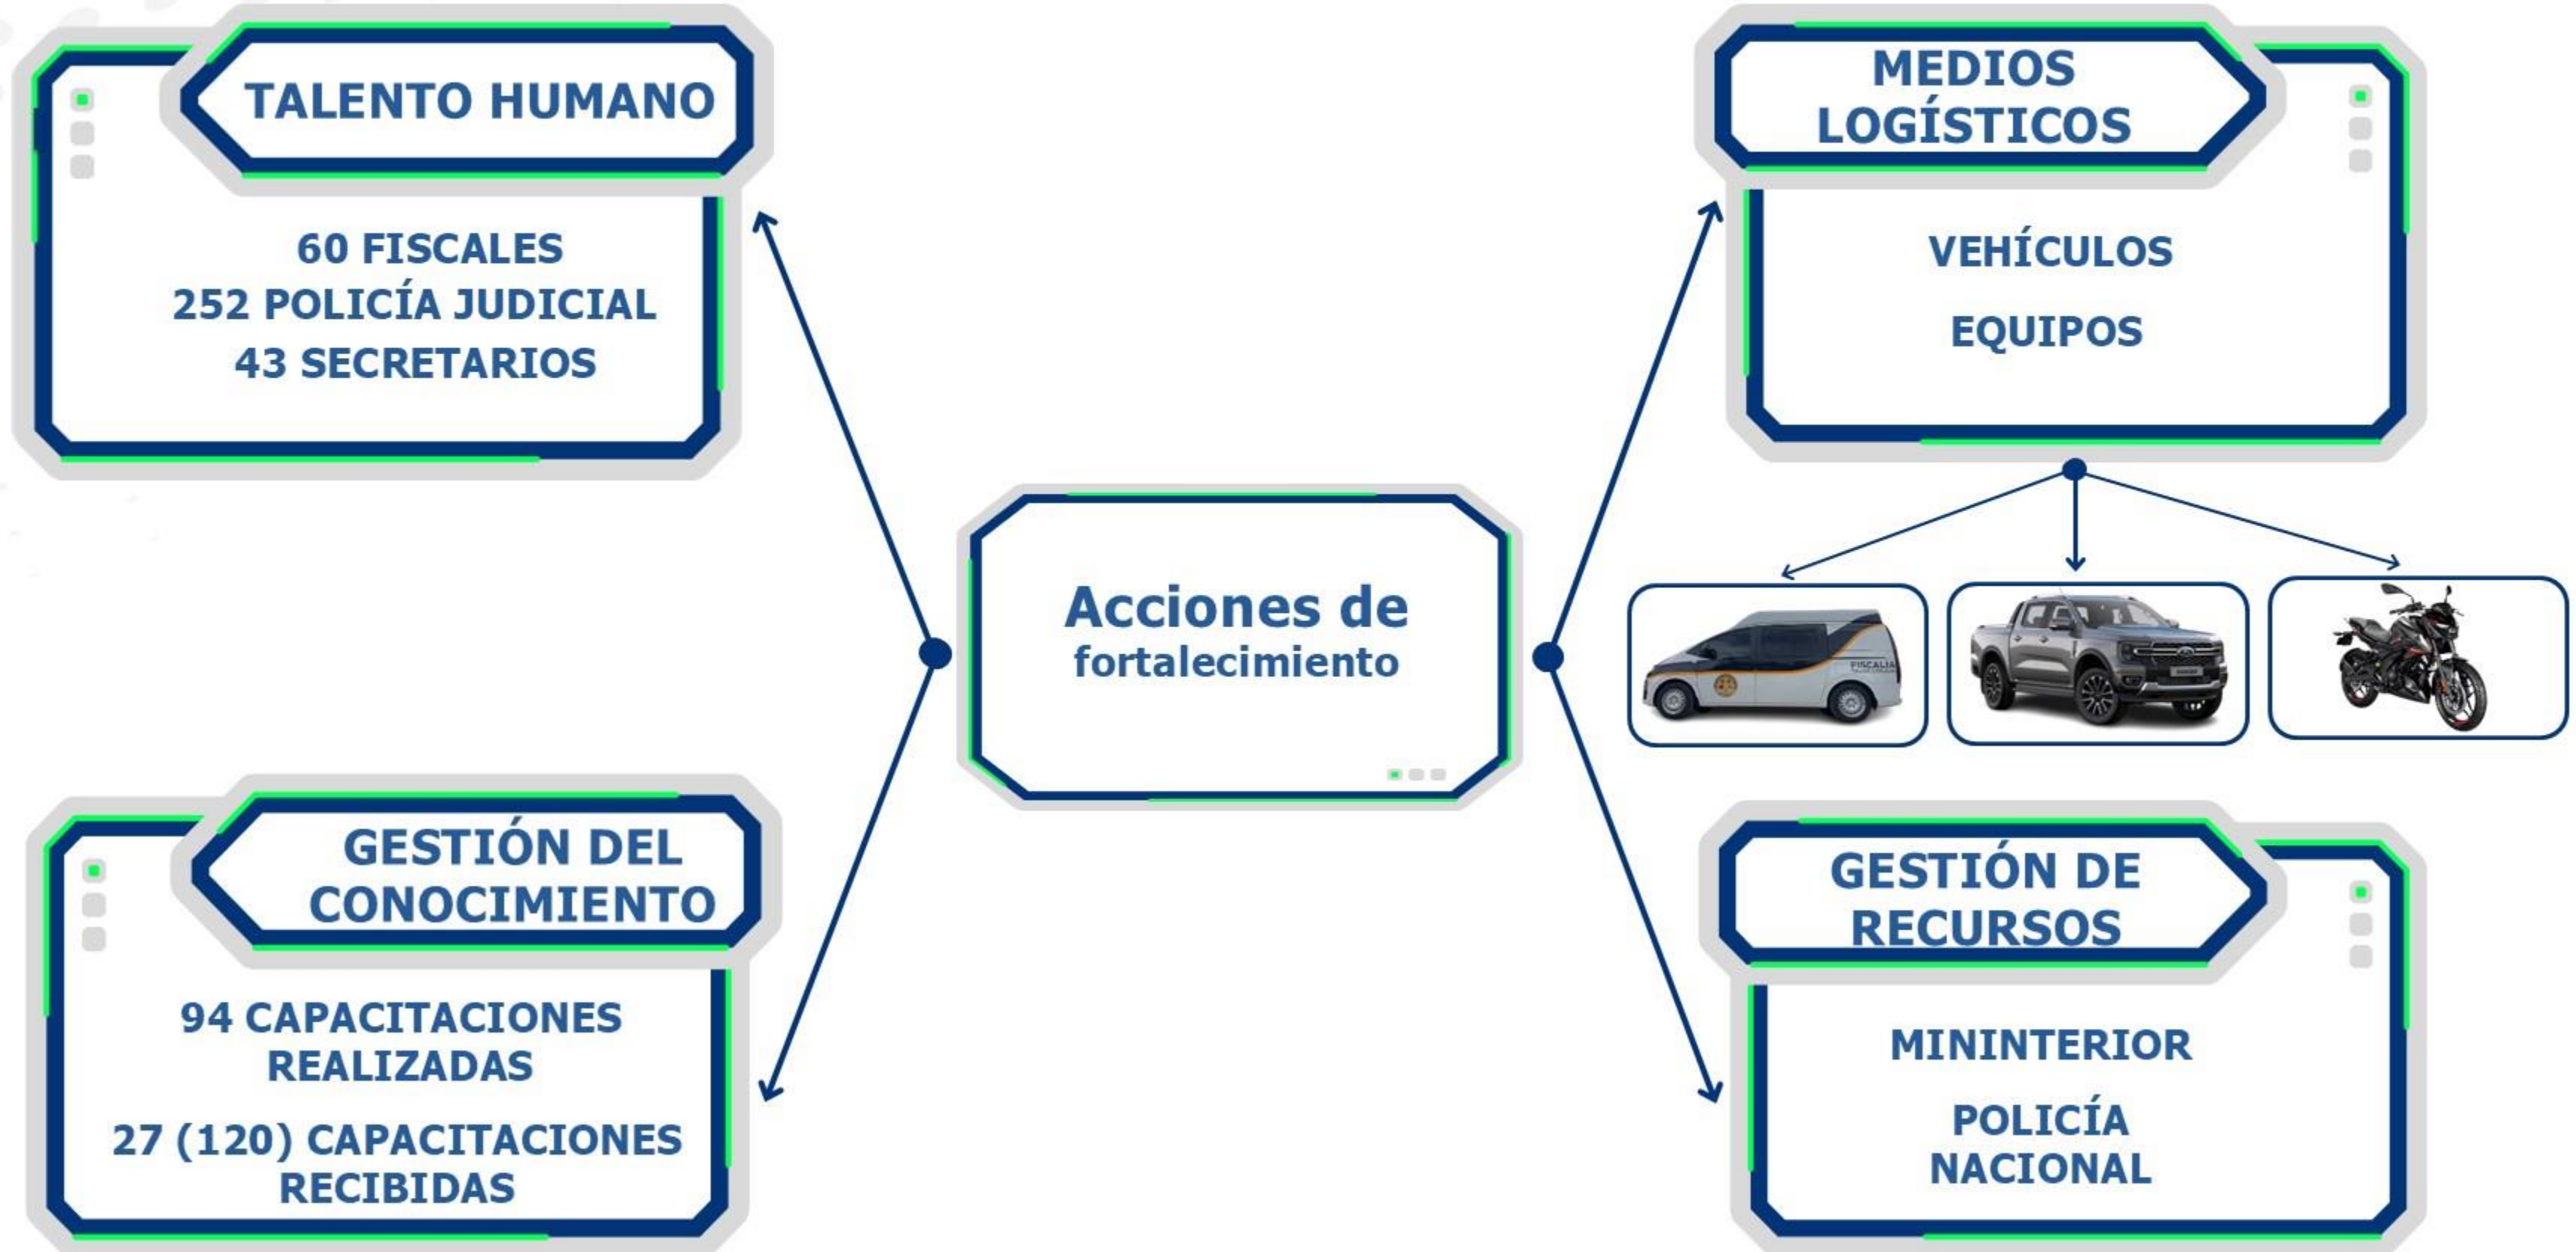 TALENTO HUMANO
60 FISCALES
252 POLICÍA JUDICIAL
43 SECRETARIOS
MEDIOS
LOGÍSTICOS
VEHÍCULOS
EQUIPOS
Acciones de
fortalecimiento
FISCALÍA
GESTIÓN DEL
CONOCIMIENTO
94 CAPACITACIONES
REALIZADAS
27 (120) CAPACITACIONES
RECIBIDAS
GESTIÓN DE
RECURSOS
MININTERIOR
POLICÍA
NACIONAL